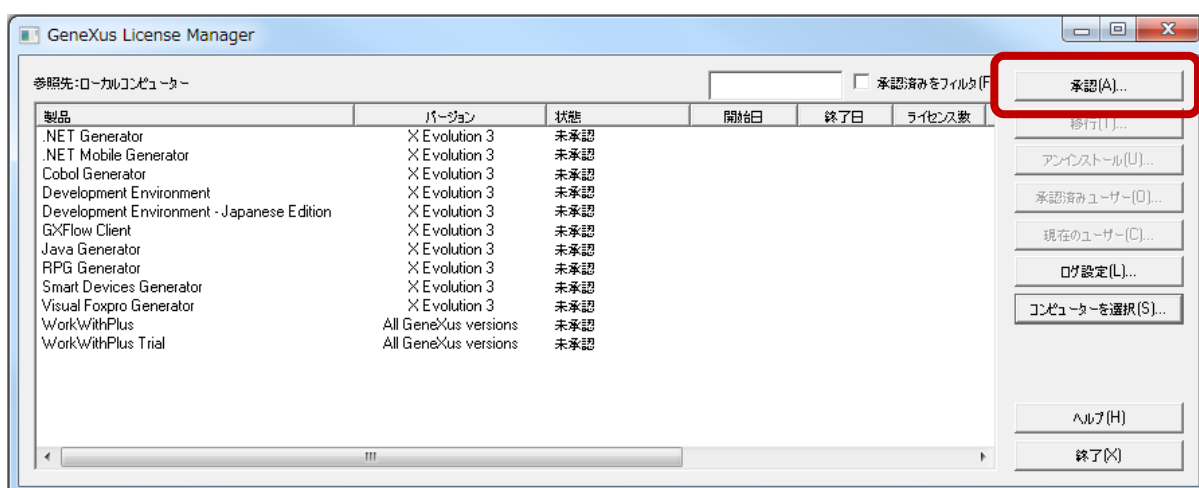 GeneXus License Manager
参照先:ローカルコンピューター
承認済みをフィルタ(F
製品 バージョン 状態 開始日 終了日 ライセンス数
.NET Generator X Evolution 3 未承認
.NET Mobile Generator X Evolution 3 未承認
Cobol Generator X Evolution 3 未承認
Development Environment X Evolution 3 未承認
Development Environment - Japanese Edition X Evolution 3 未承認
GXFlow Client X Evolution 3 未承認
Java Generator X Evolution 3 未承認
RPG Generator X Evolution 3 未承認
Smart Devices Generator X Evolution 3 未承認
Visual Foxpro Generator X Evolution 3 未承認
WorkWithPlus All GeneXus versions 未承認
WorkWithPlus Trial All GeneXus versions 未承認
承認(A)...
移行(T)...
アンインストール(U)...
承認済みユーザー(O)...
現在のユーザー(C)...
ログ設定(L)...
コンピューターを選択(S)...
ヘルプ(H)
終了(X)